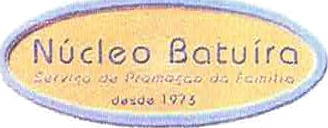 Núcleo Batuíra
Serviço de Promoção da Família
desde 1973